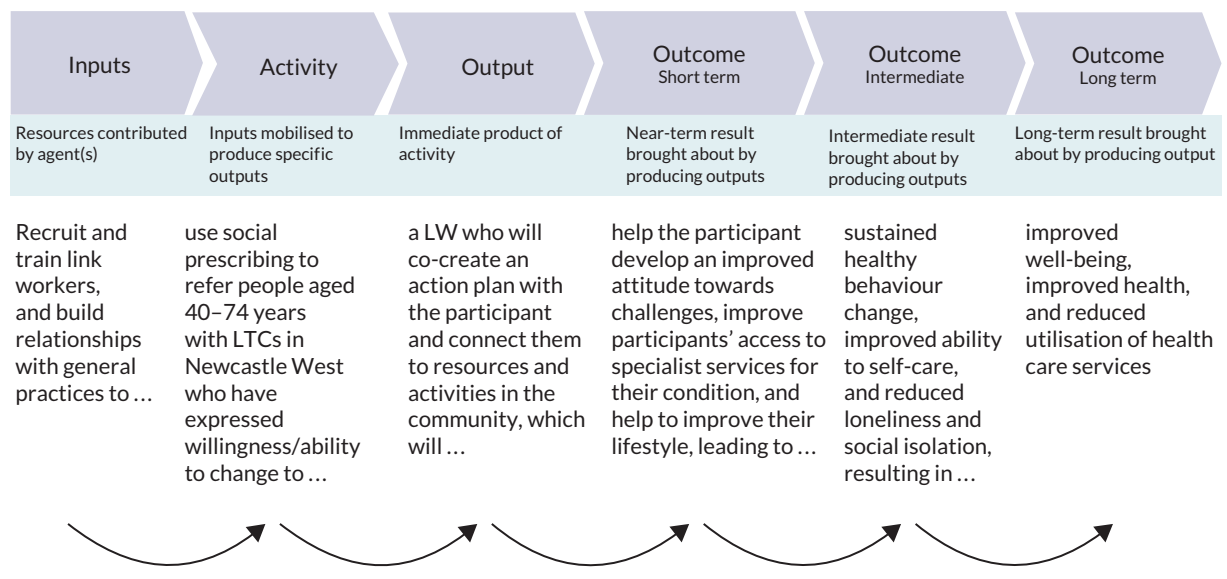 Inputs
Activity
Output
Outcome
Short term
Outcome
Intermediate
Outcome
Long term
Resources contributed
by agent(s)
Inputs mobilised to
produce specific
outputs
Immediate product of
activity
Near-term result
brought about by
producing outputs
Intermediate result
brought about by
producing outputs
Long-term result brought
about by producing output
Recruit and
train link
workers,
and build
relationships
with general
practices to …
use social
prescribing to
refer people aged
40–74 years
with LTCs in
Newcastle West
who have
expressed
willingness/ability
to change to …
a LW who will
co-create an
action plan with
the participant
and connect them
to resources and
activities in the
community, which
will …
help the participant
develop an improved
attitude towards
challenges, improve
participants’ access to
specialist services for
their condition, and
help to improve their
lifestyle, leading to …
sustained
healthy
behaviour
change,
improved ability
to self-care,
and reduced
loneliness and
social isolation,
resulting in …
improved
well-being,
improved health,
and reduced
utilisation of health
care services